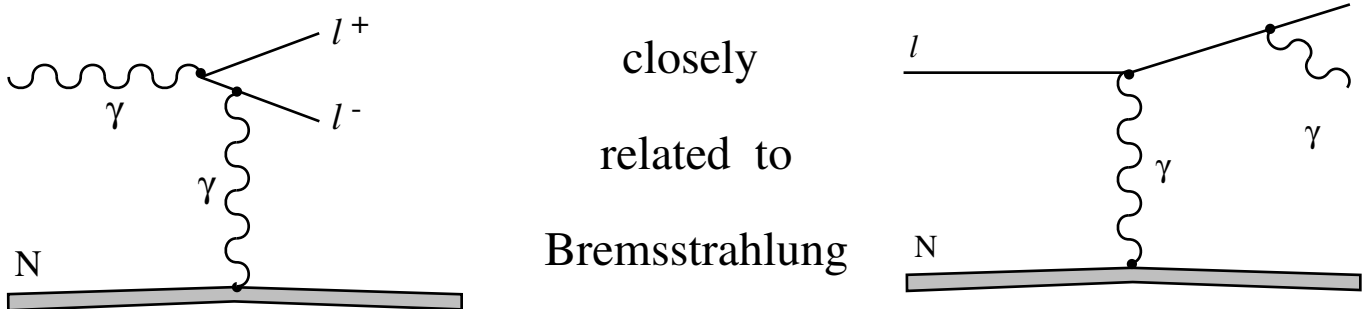 l +
γ
l -
γ
N
closely
related to
Bremsstrahlung
l
γ
γ
N